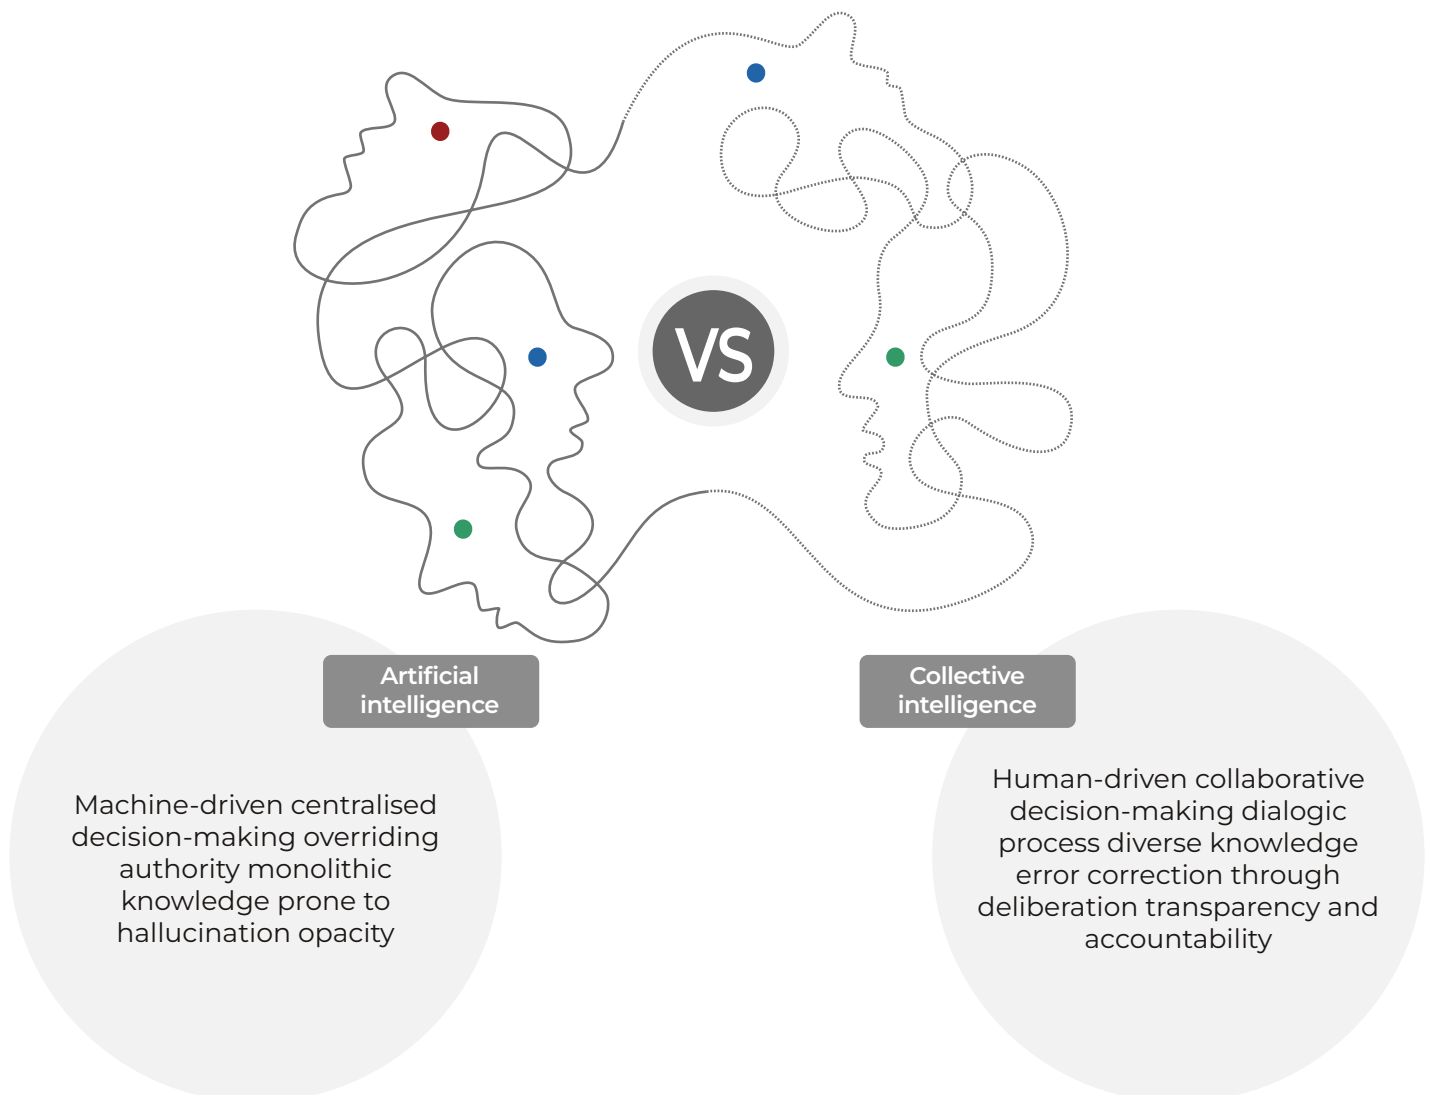 VS
Artificial
intelligence
Machine-driven centralised
decision-making overriding
authority monolithic
knowledge prone to
hallucination opacity
Collective
intelligence
Human-driven collaborative
decision-making dialogic
process diverse knowledge
error correction through
deliberation transparency and
accountability